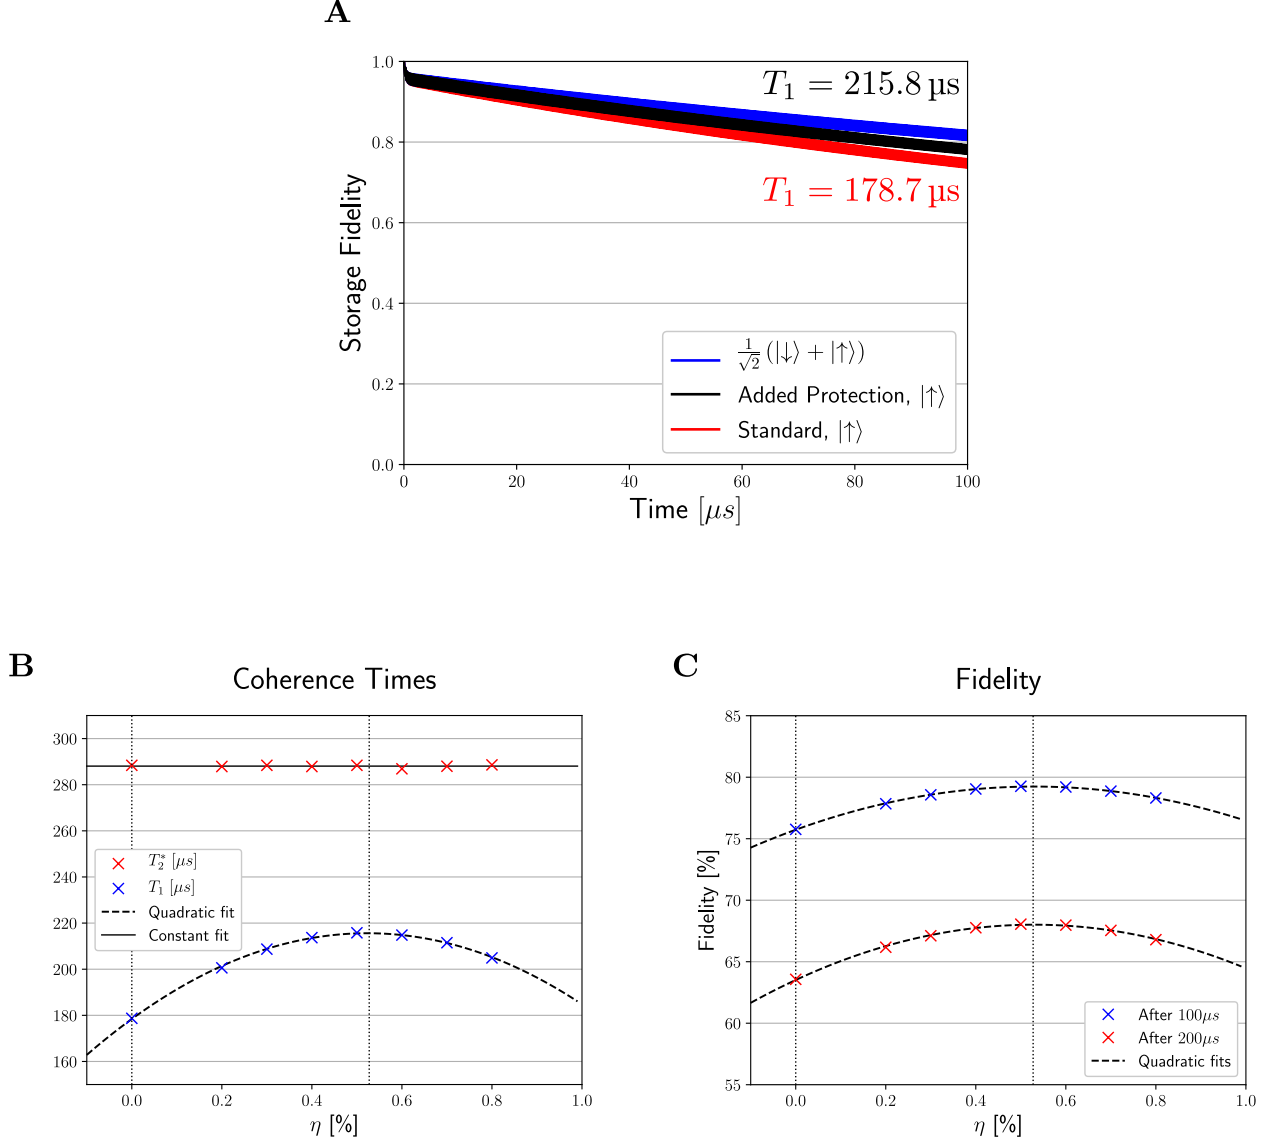 A
T₁ = 215.8 µs
T₁ = 178.7 µs
Storage Fidelity
1.0
0.8
0.6
0.4
0.2
0.0
1/√2 (|↓⟩ + |↑⟩)
Added Protection, |↑⟩
Standard, |↑⟩
0 20 40 60 80 100
Time [μs]
B
Coherence Times
300
280
260
240
220
200
180
160
T₂* [μs]
T₁ [μs]
Quadratic fit
Constant fit
0.0 0.2 0.4 0.6 0.8 1.0
η [%]
C
Fidelity
Fidelity [%]
85
80
75
70
65
60
55
After 100μs
After 200μs
Quadratic fits
0.0 0.2 0.4 0.6 0.8 1.0
η [%]